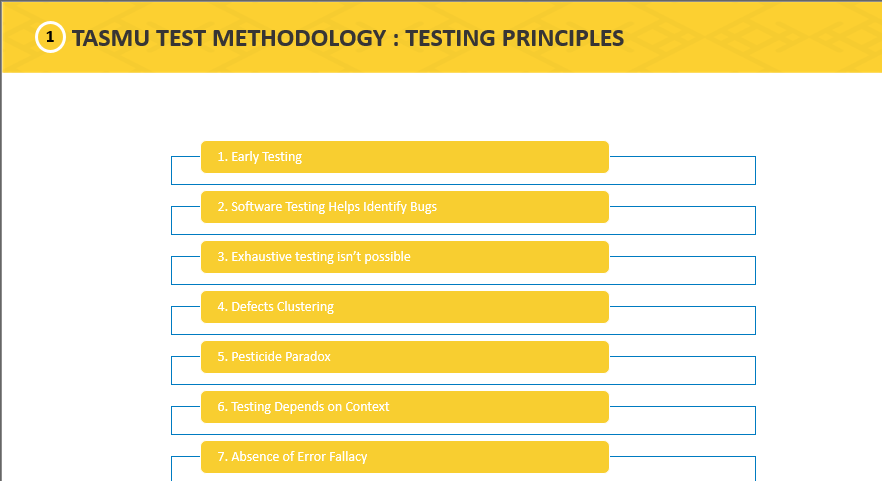 1 TASMU TEST METHODOLOGY : TESTING PRINCIPLES
1. Early Testing
2. Software Testing Helps Identify Bugs
3. Exhaustive testing isn’t possible
4. Defects Clustering
5. Pesticide Paradox
6. Testing Depends on Context
7. Absence of Error Fallacy